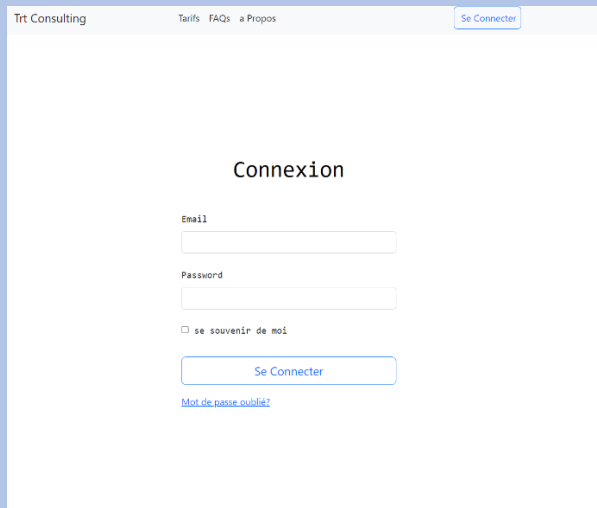 Trt Consulting Tarifs FAQs a Propos Se Connecter
Connexion
Email
Password
se souvenir de moi
Se Connecter
Mot de passe oublié?